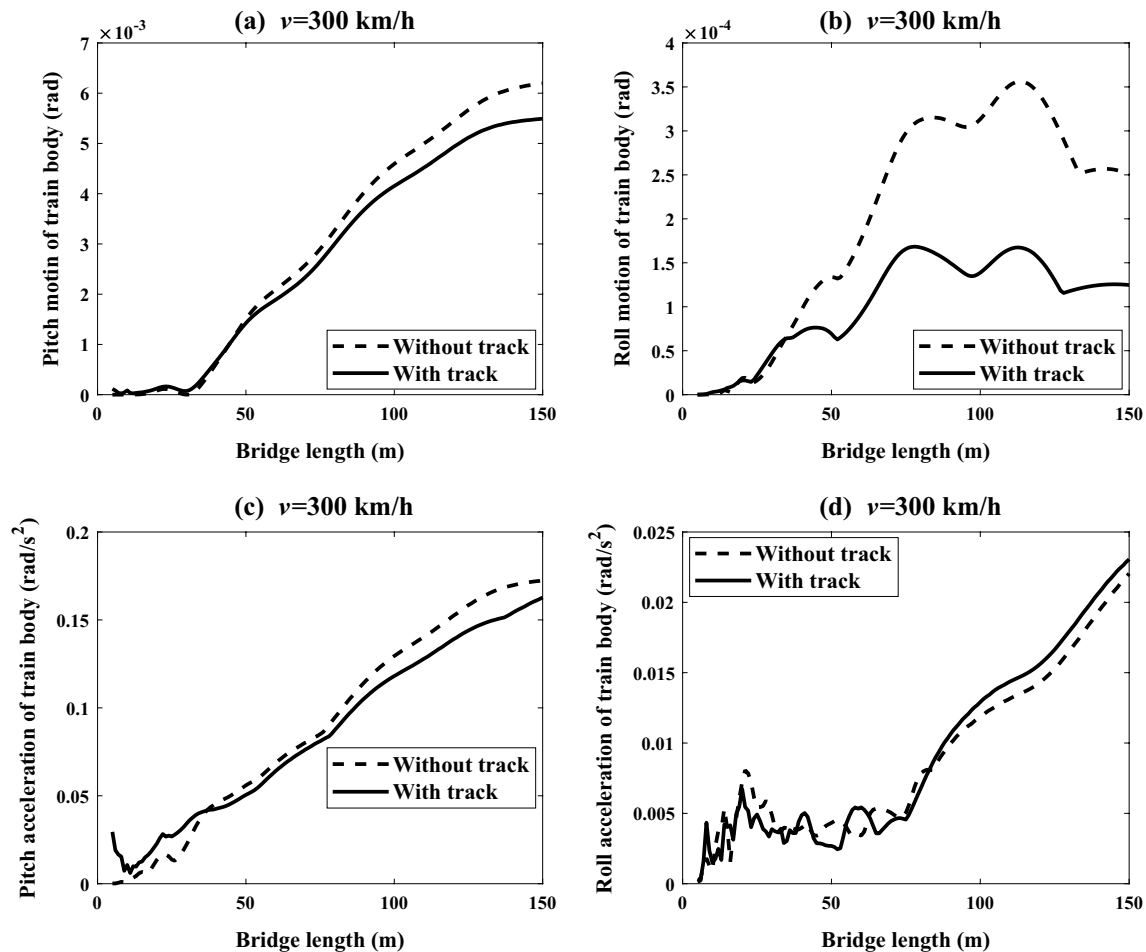 (a) v=300 km/h
×10⁻³
Pitch motin of train body (rad)
7
6
5
4
3
2
1
0
0 50 100 150
Bridge length (m)
Without track
With track
(b) v=300 km/h
×10⁻⁴
Roll motion of train body (rad)
4
3.5
3
2.5
2
1.5
1
0.5
0
0 50 100 150
Bridge length (m)
Without track
With track
(c) v=300 km/h
Pitch acceleration of train body (rad/s²)
0.2
0.15
0.1
0.05
0
0 50 100 150
Bridge length (m)
Without track
With track
(d) v=300 km/h
Roll acceleration of train body (rad/s²)
0.025
0.02
0.015
0.01
0.005
0
0 50 100 150
Bridge length (m)
Without track
With track